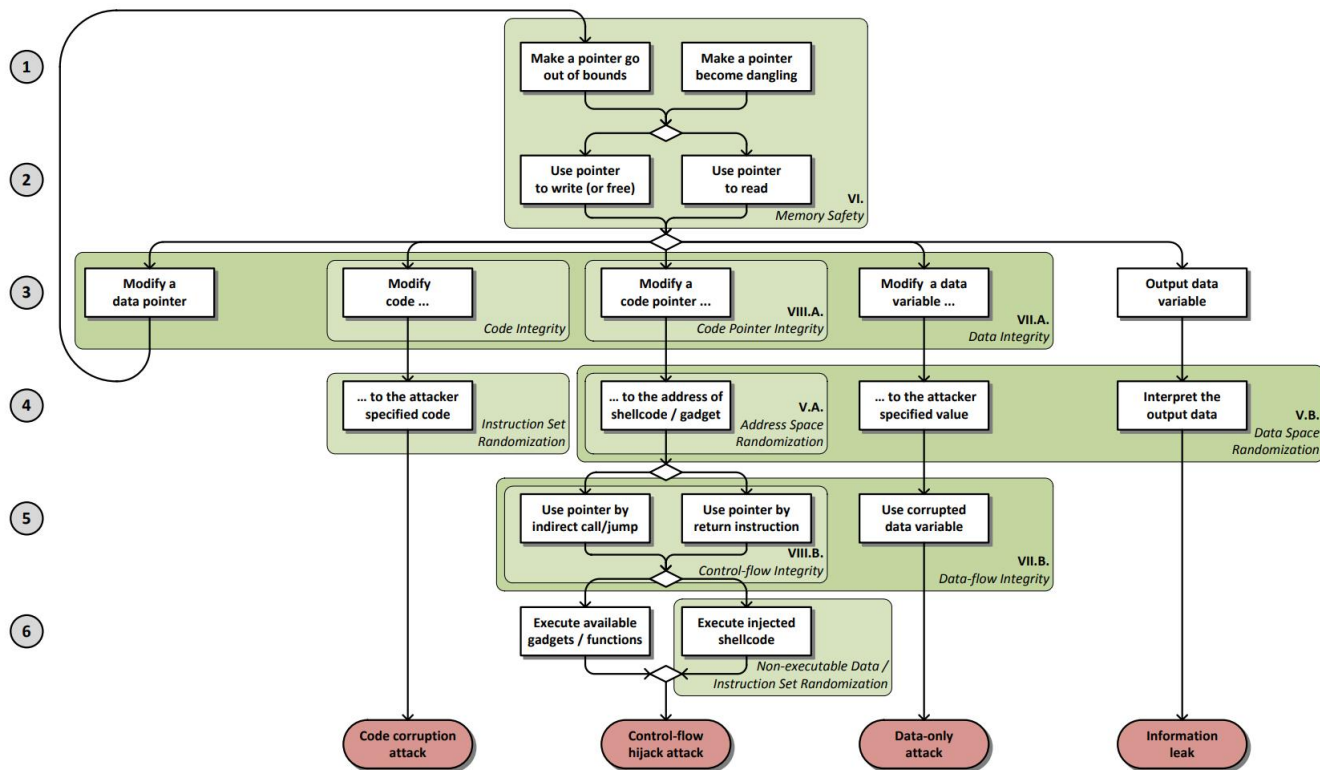 1
Make a pointer go
out of bounds
Make a pointer
become dangling
2
Use pointer
to write (or free)
Use pointer
to read
VI.
Memory Safety
3
Modify a
data pointer
Modify
code ...
Code Integrity
Modify a
code pointer ...
VIII.A.
Code Pointer Integrity
Modify a data
variable ...
VII.A.
Data Integrity
Output data
variable
4
... to the attacker
specified code
Instruction Set
Randomization
... to the address of
shellcode / gadget
V.A.
Address Space
Randomization
... to the attacker
specified value
Interpret the
output data
V.B.
Data Space
Randomization
5
Use pointer by
indirect call/jump
Use pointer by
return instruction
VIII.B.
Control-flow Integrity
Use corrupted
data variable
VII.B.
Data-flow Integrity
6
Execute available
gadgets / functions
Execute injected
shellcode
Non-executable Data /
Instruction Set Randomization
Code corruption
attack
Control-flow
hijack attack
Data-only
attack
Information
leak